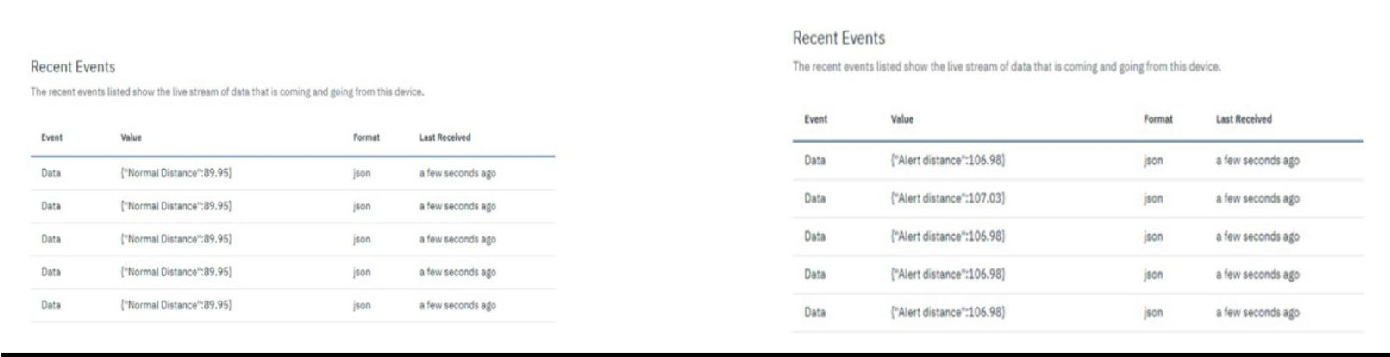 Recent Events
The recent events listed show the live stream of data that is coming and going from this device.
Event Value Format Last Received
Data {"Normal Distance":89.95} json a few seconds ago
Data {"Normal Distance":89.95} json a few seconds ago
Data {"Normal Distance":89.95} json a few seconds ago
Data {"Normal Distance":89.95} json a few seconds ago
Data {"Normal Distance":89.95} json a few seconds ago
Recent Events
The recent events listed show the live stream of data that is coming and going from this device.
Event Value Format Last Received
Data {"Alert distance":106.98} json a few seconds ago
Data {"Alert distance":107.03} json a few seconds ago
Data {"Alert distance":106.98} json a few seconds ago
Data {"Alert distance":106.98} json a few seconds ago
Data {"Alert distance":106.98} json a few seconds ago